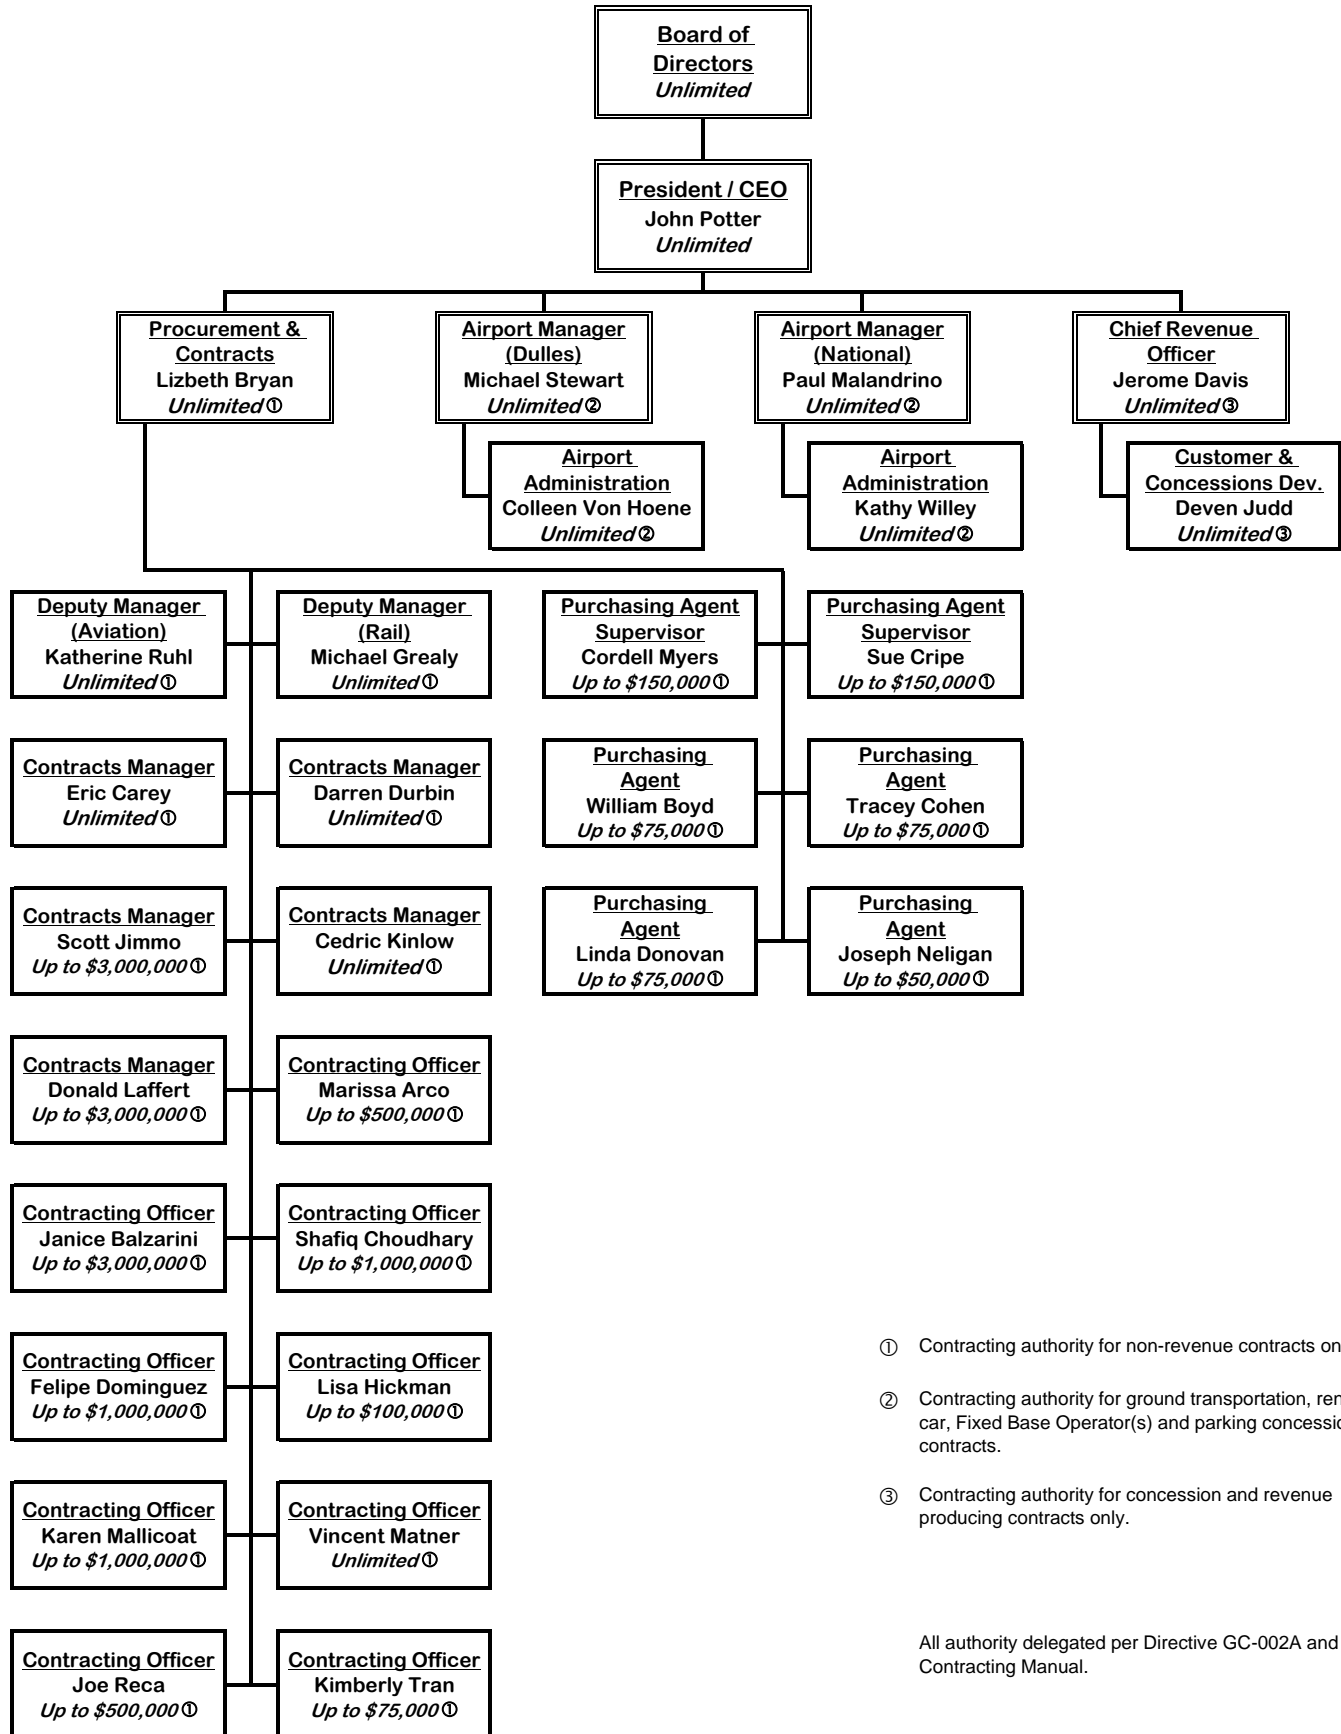 Board of
Directors
Unlimited
President / CEO
John Potter
Unlimited
Procurement &
Contracts
Lizbeth Bryan
Unlimited ①
Airport Manager
(Dulles)
Michael Stewart
Unlimited ②
Airport Manager
(National)
Paul Malandrino
Unlimited ②
Chief Revenue
Officer
Jerome Davis
Unlimited ③
Airport
Administration
Colleen Von Hoene
Unlimited ②
Airport
Administration
Kathy Willey
Unlimited ②
Customer &
Concessions Dev.
Deven Judd
Unlimited ③
Deputy Manager
(Aviation)
Katherine Ruhl
Unlimited ①
Deputy Manager
(Rail)
Michael Grealy
Unlimited ①
Purchasing Agent
Supervisor
Cordell Myers
Up to $150,000 ①
Purchasing Agent
Supervisor
Sue Cripe
Up to $150,000 ①
Contracts Manager
Eric Carey
Unlimited ①
Contracts Manager
Darren Durbin
Unlimited ①
Purchasing
Agent
William Boyd
Up to $75,000 ①
Purchasing
Agent
Tracey Cohen
Up to $75,000 ①
Contracts Manager
Scott Jimmo
Up to $3,000,000 ①
Contracts Manager
Cedric Kinlow
Unlimited ①
Purchasing
Agent
Linda Donovan
Up to $75,000 ①
Purchasing
Agent
Joseph Neligan
Up to $50,000 ①
Contracts Manager
Donald Laffert
Up to $3,000,000 ①
Contracting Officer
Marissa Arco
Up to $500,000 ①
Contracting Officer
Janice Balzarini
Up to $3,000,000 ①
Contracting Officer
Shafiq Choudhary
Up to $1,000,000 ①
Contracting Officer
Felipe Dominguez
Up to $1,000,000 ①
Contracting Officer
Lisa Hickman
Up to $100,000 ①
Contracting Officer
Karen Mallicoat
Up to $1,000,000 ①
Contracting Officer
Vincent Matner
Unlimited ①
Contracting Officer
Joe Reca
Up to $500,000 ①
Contracting Officer
Kimberly Tran
Up to $75,000 ①
① Contracting authority for non-revenue contracts
② Contracting authority for ground transportation,
car, Fixed Base Operator(s) and parking
contracts.
③ Contracting authority for concession and revenue
producing contracts only.
All authority delegated per Directive GC-002A and
Contracting Manual.